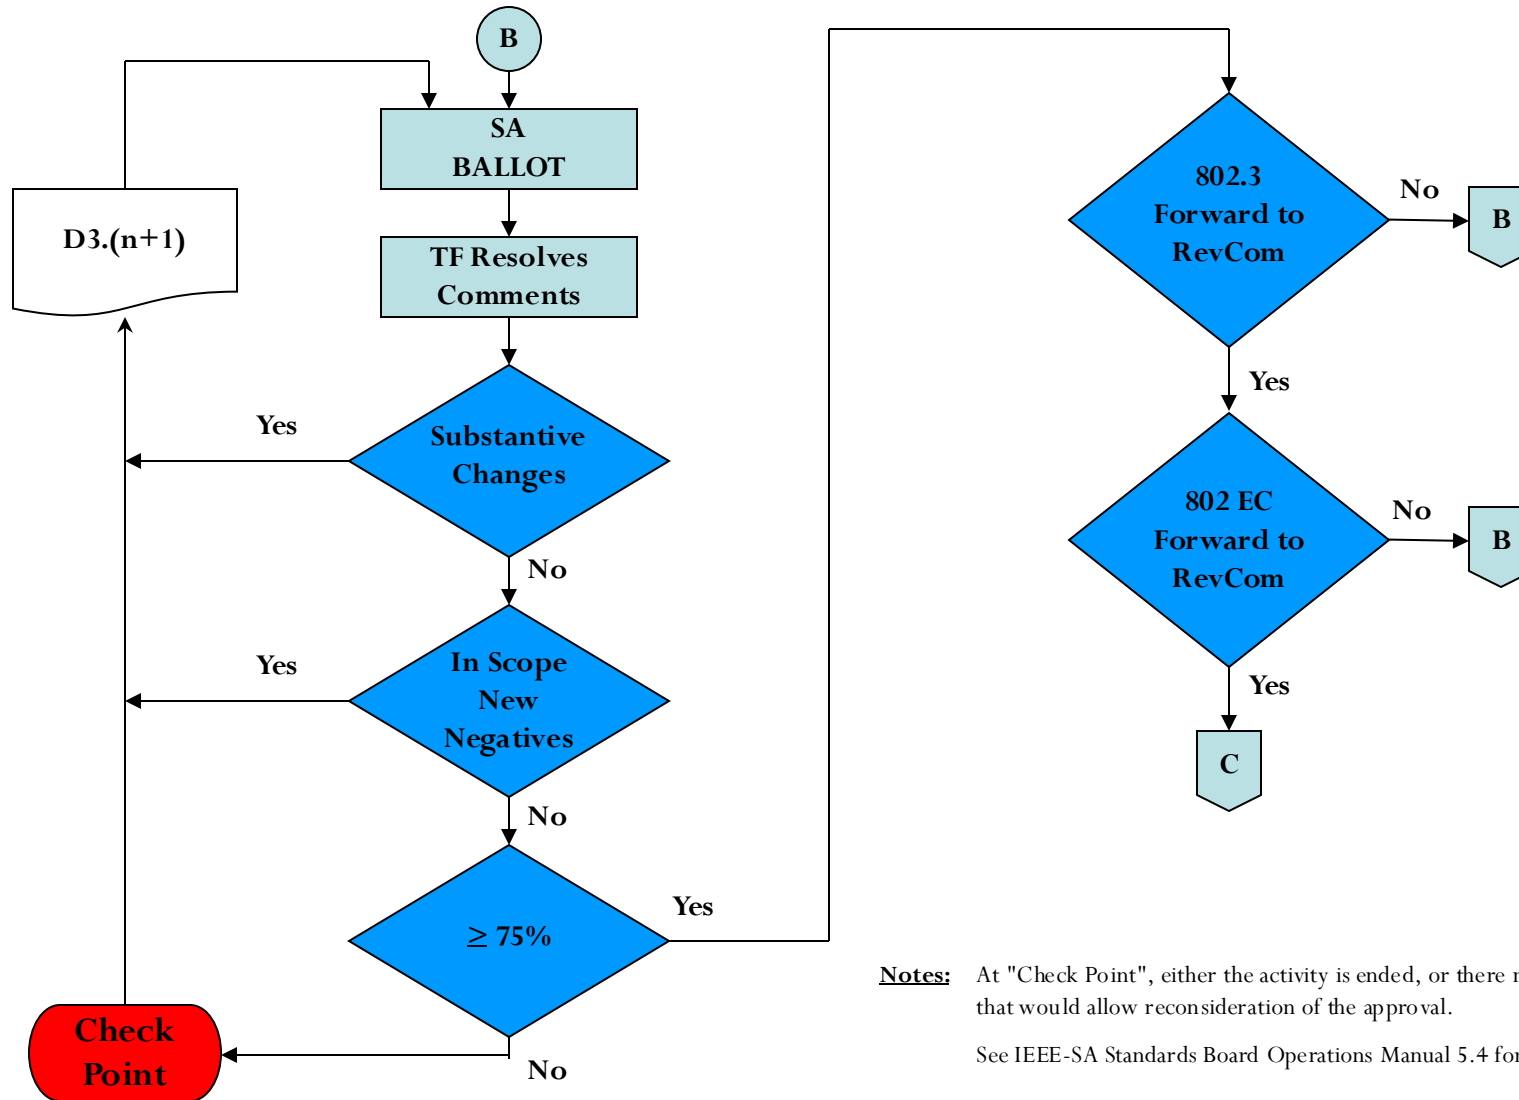 B
SA
BALLOT
D3.(n+1)
TF Resolves
Comments
Yes
Substantive
Changes
No
Yes
In Scope
New
Negatives
No
≥ 75%
Yes
No
Check
Point
802.3
Forward to
RevCom
No
B
Yes
802 EC
Forward to
RevCom
No
B
Yes
C
Notes: At "Check Point", either the activity is ended, or there
that would allow reconsideration of the approval.
See IEEE-SA Standards Board Operations Manual 5.4 for